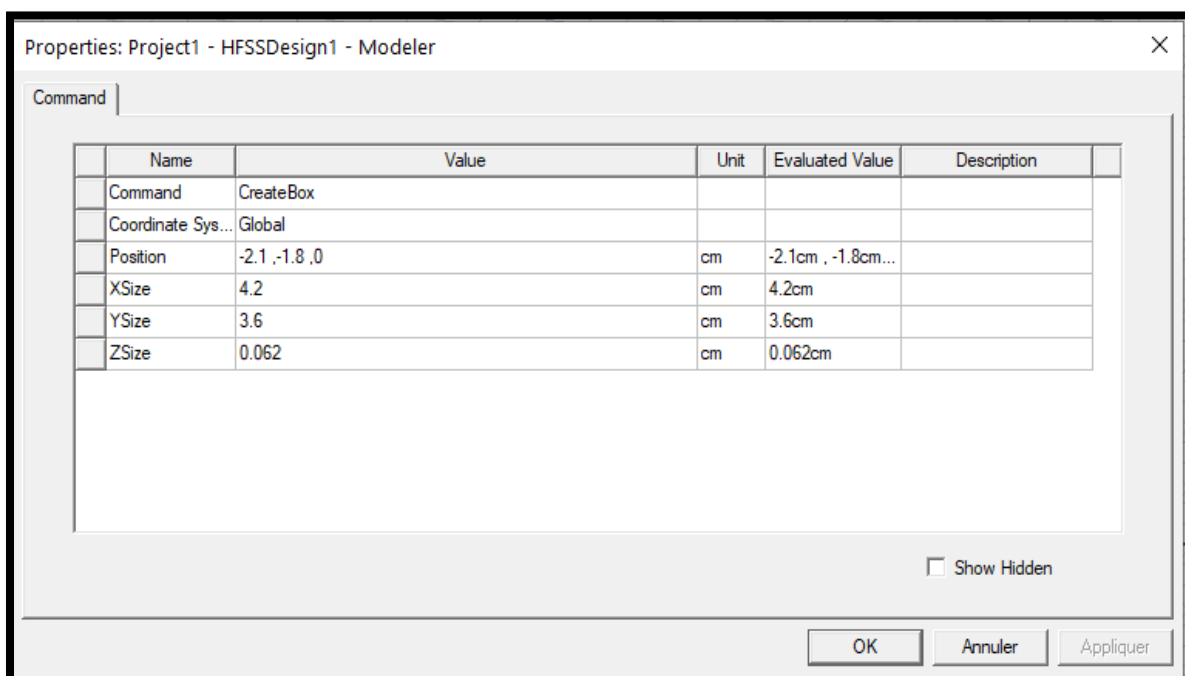 Properties: Project1 - HFSSDesign1 - Modeler
Command
Name Value Unit Evaluated Value Description
Command CreateBox
Coordinate Sys... Global
Position -2.1 ,-1.8 ,0 cm -2.1cm , -1.8cm...
XSize 4.2 cm 4.2cm
YSize 3.6 cm 3.6cm
ZSize 0.062 cm 0.062cm
Show Hidden
OK Annuler Appliquer